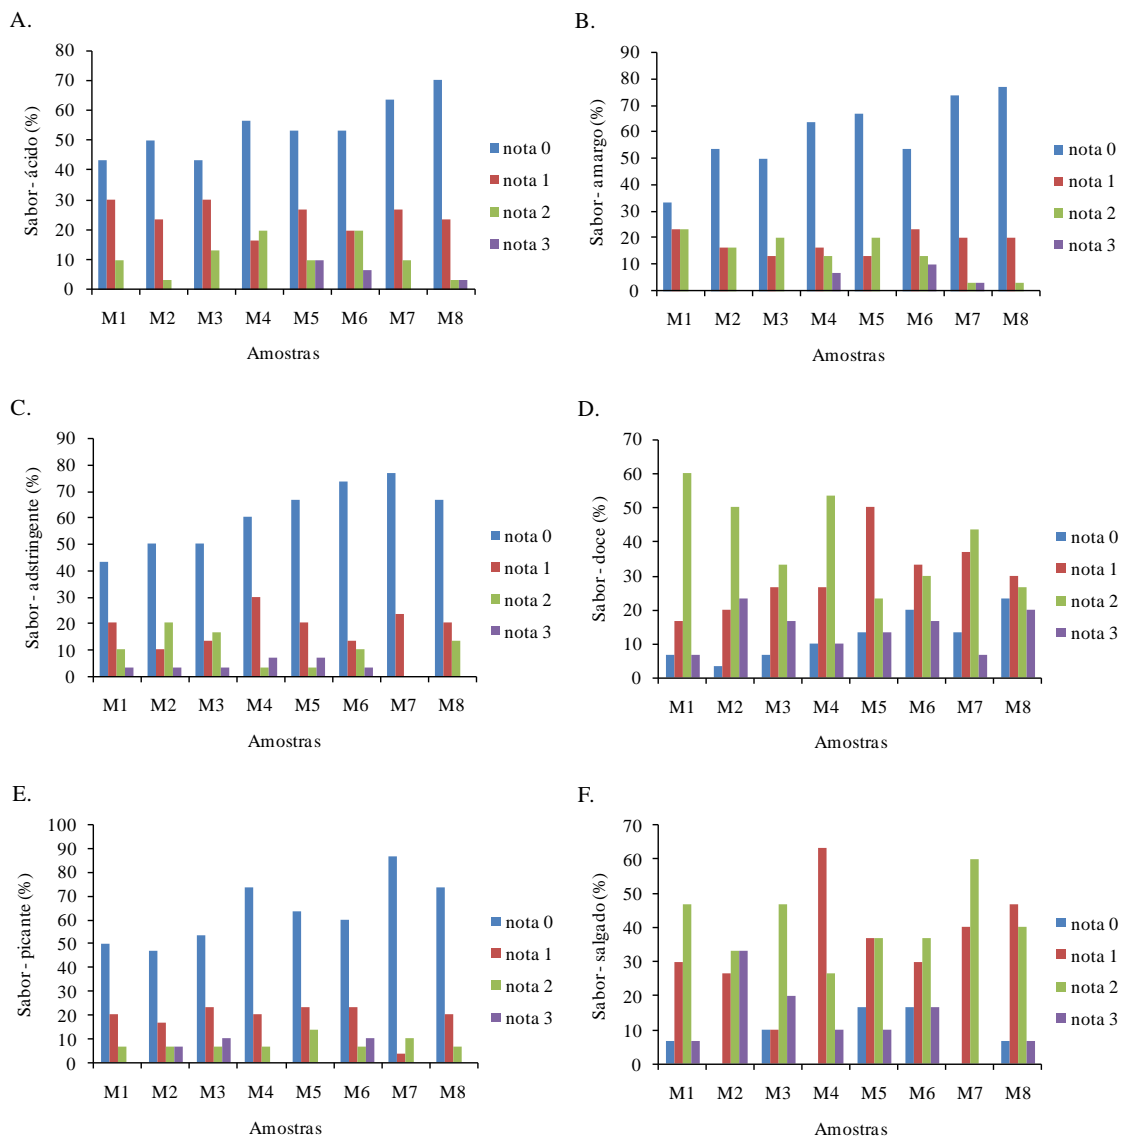 A.
Sabor - ácido (%)
80
70
60
50
40
30
20
10
0
M1 M2 M3 M4 M5 M6 M7 M8
Amostras
nota 0
nota 1
nota 2
nota 3
B.
Sabor - amargo (%)
90
80
70
60
50
40
30
20
10
0
M1 M2 M3 M4 M5 M6 M7 M8
Amostras
nota 0
nota 1
nota 2
nota 3
C.
Sabor - adstringente (%)
90
80
70
60
50
40
30
20
10
0
M1 M2 M3 M4 M5 M6 M7 M8
Amostras
nota 0
nota 1
nota 2
nota 3
D.
Sabor - doce (%)
70
60
50
40
30
20
10
0
M1 M2 M3 M4 M5 M6 M7 M8
Amostras
nota 0
nota 1
nota 2
nota 3
E.
Sabor - picante (%)
100
90
80
70
60
50
40
30
20
10
0
M1 M2 M3 M4 M5 M6 M7 M8
Amostras
nota 0
nota 1
nota 2
nota 3
F.
Sabor - salgado (%)
70
60
50
40
30
20
10
0
M1 M2 M3 M4 M5 M6 M7 M8
Amostras
nota 0
nota 1
nota 2
nota 3